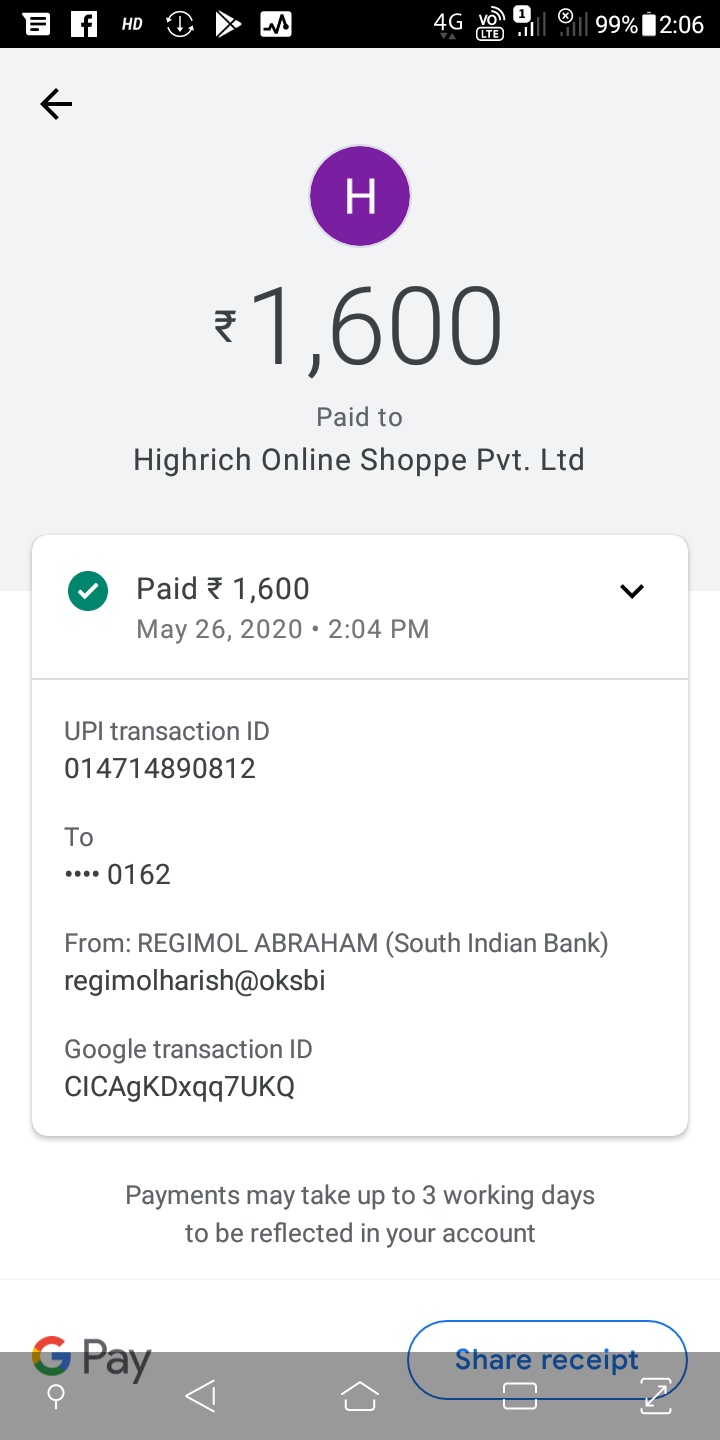 HD 4G VO LTE 1 99% 2:06
H
₹1,600
Paid to
Highrich Online Shoppe Pvt. Ltd
Paid ₹ 1,600
May 26, 2020 • 2:04 PM
UPI transaction ID
014714890812
To
•••• 0162
From: REGIMOL ABRAHAM (South Indian Bank)
regimolharish@oksbi
Google transaction ID
CICAgKDxqq7UKQ
Payments may take up to 3 working days
to be reflected in your account
G Pay
Share receipt